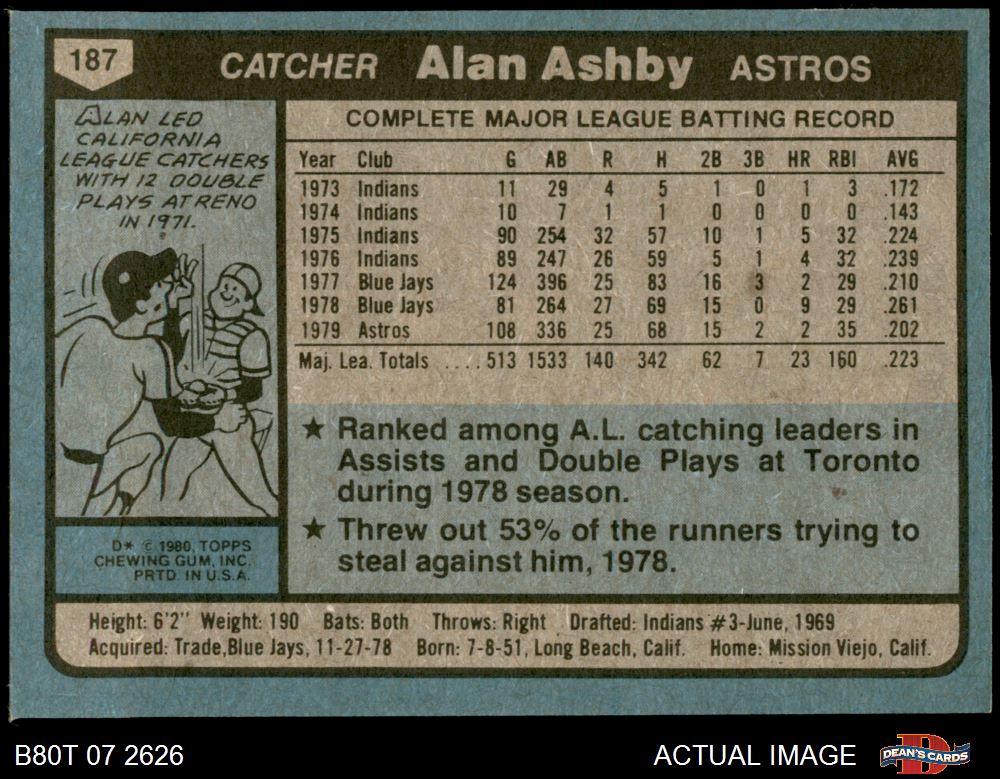 187
CATCHER Alan Ashby ASTROS
ALAN LED
CALIFORNIA
LEAGUE CATCHERS
WITH 12 DOUBLE
PLAYS AT RENO
IN 1971.
D* © 1980, TOPPS
CHEWING GUM, INC.
PRTD. IN U.S.A.
COMPLETE MAJOR LEAGUE BATTING RECORD
Year Club G AB R H 2B 3B HR RBI AVG
1973 Indians 11 29 4 5 1 0 1 3 .172
1974 Indians 10 7 1 1 0 0 0 0 .143
1975 Indians 90 254 32 57 10 1 5 32 .224
1976 Indians 89 247 26 59 5 1 4 32 .239
1977 Blue Jays 124 396 25 83 16 3 2 29 .210
1978 Blue Jays 81 264 27 69 15 0 9 29 .261
1979 Astros 108 336 25 68 15 2 2 35 .202
Maj. Lea. Totals .... 513 1533 140 342 62 7 23 160 .223
★ Ranked among A.L. catching leaders in
Assists and Double Plays at Toronto
during 1978 season.
★ Threw out 53% of the runners trying to
steal against him, 1978.
Height: 6'2" Weight: 190 Bats: Both Throws: Right Drafted: Indians #3-June, 1969
Acquired: Trade,Blue Jays, 11-27-78 Born: 7-8-51, Long Beach, Calif. Home: Mission Viejo, Calif.
B80T 07 2626 ACTUAL IMAGE DEAN'S CARDS